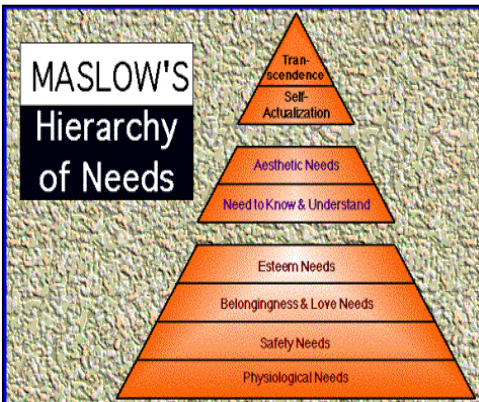 MASLOW'S
Hierarchy
of Needs
Tran-
scendence
Self-
Actualization
Aesthetic Needs
Need to Know & Understand
Esteem Needs
Belongingness & Love Needs
Safety Needs
Physiological Needs